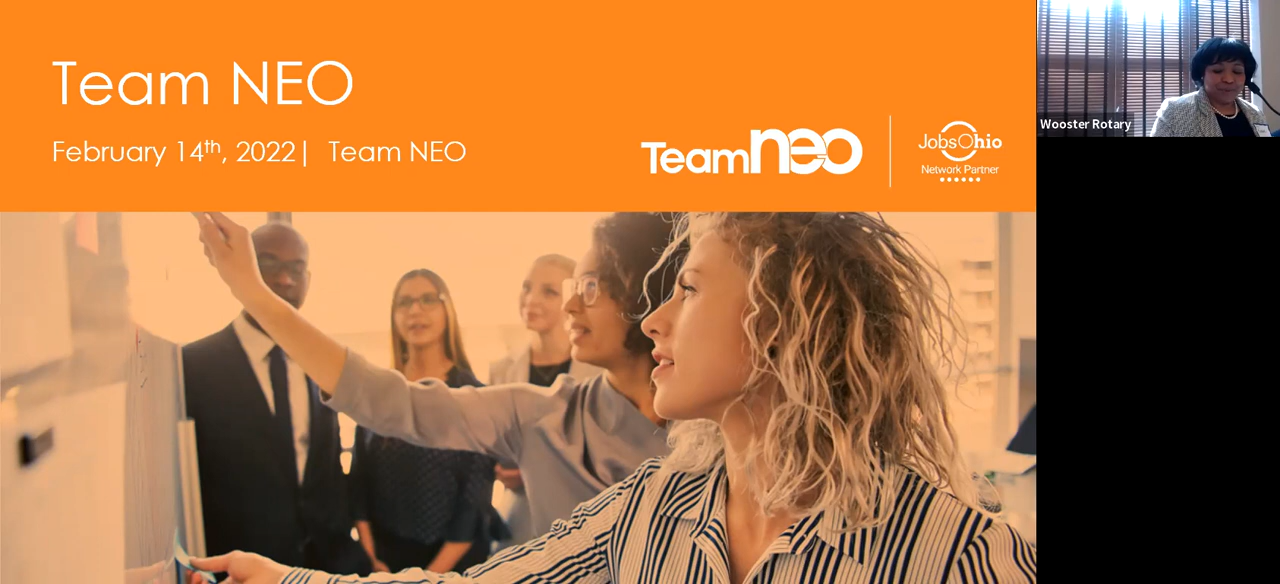 Team NEO
February 14th, 2022| Team NEO
Teamneo
JobsOhio
Network Partner
Wooster Rotary